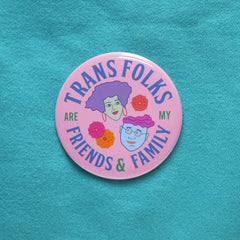 TRANS FOLKS
ARE MY
FRIENDS & FAMILY